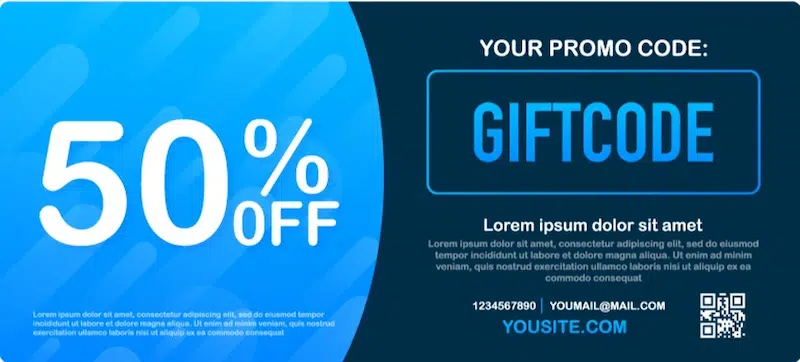 50%
OFF
Lorem ipsum dolor sit amet, consectetur adipiscing elit, sed do
eiusmod tempor incididunt ut labore et dolore magna aliqua. Ut
enim ad minim veniam, quis nostrud exercitation ullamco laboris
nisi ut aliquip ex ea commodo consequat
YOUR PROMO CODE:
GIFTCODE
Lorem ipsum dolor sit amet
Lorem ipsum dolor sit amet, consectetur adipiscing elit, sed do eiusmod
tempor incididunt ut labore et dolore magna aliqua. Ut enim ad minim
veniam, quis nostrud exercitation ullamco laboris nisi ut aliquip ex ea
commodo consequat
1234567890 | YOUMAIL@MAIL.COM
YOUSITE.COM